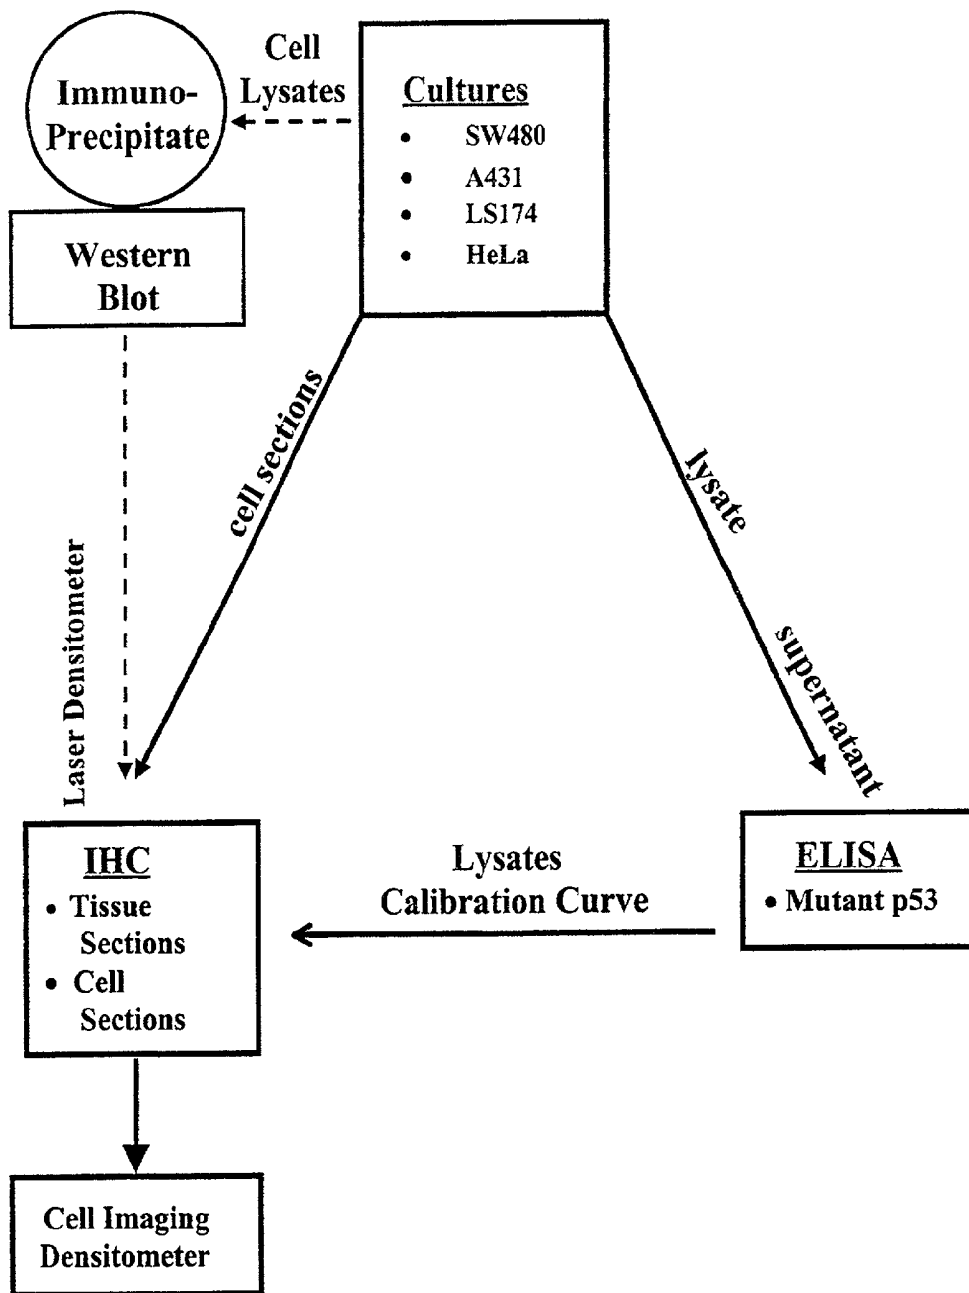 Immuno-
Precipitate
Cell
Lysates
Cultures
• SW480
• A431
• LS174
• HeLa
Western
Blot
cell sections
lysate
supernatant
Laser Densitometer
IHC
• Tissue
Sections
• Cell
Sections
Lysates
Calibration Curve
ELISA
• Mutant p53
Cell Imaging
Densitometer